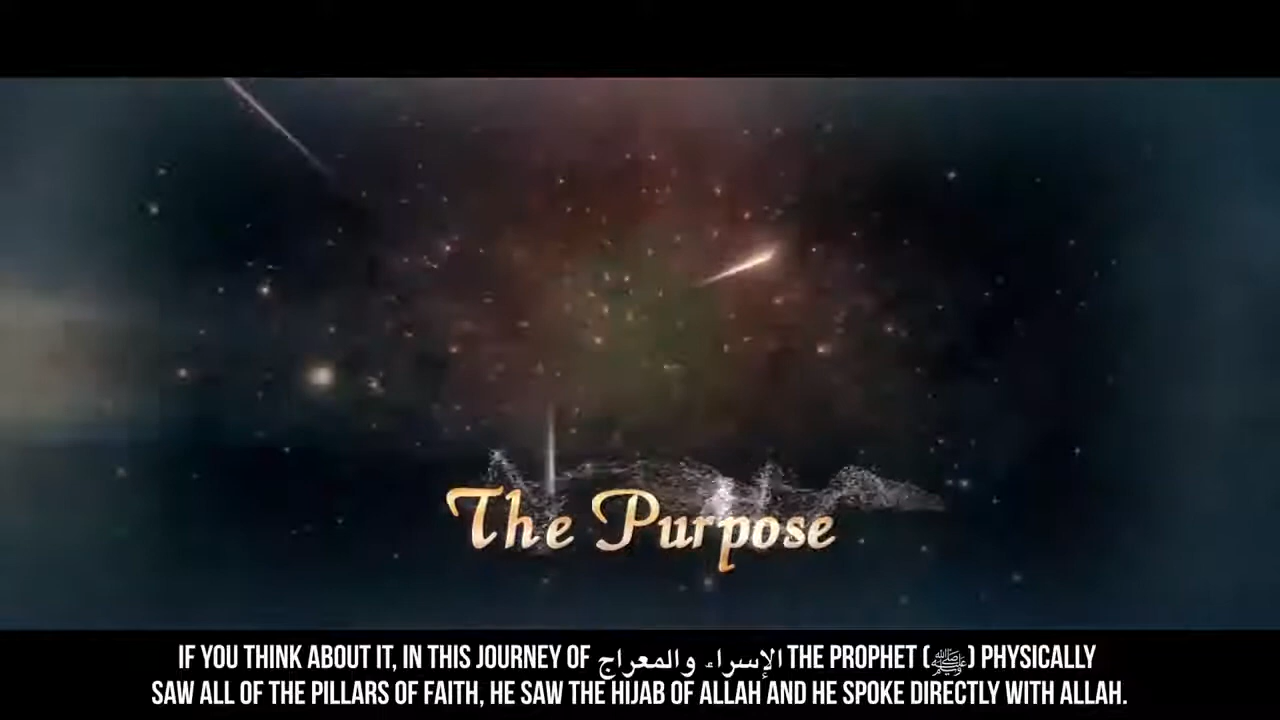 The Purpose
IF YOU THINK ABOUT IT, IN THIS JOURNEY OF الإسراء والمعراج THE PROPHET (ﷺ) PHYSICALLY
SAW ALL OF THE PILLARS OF FAITH, HE SAW THE HIJAB OF ALLAH AND HE SPOKE DIRECTLY WITH ALLAH.